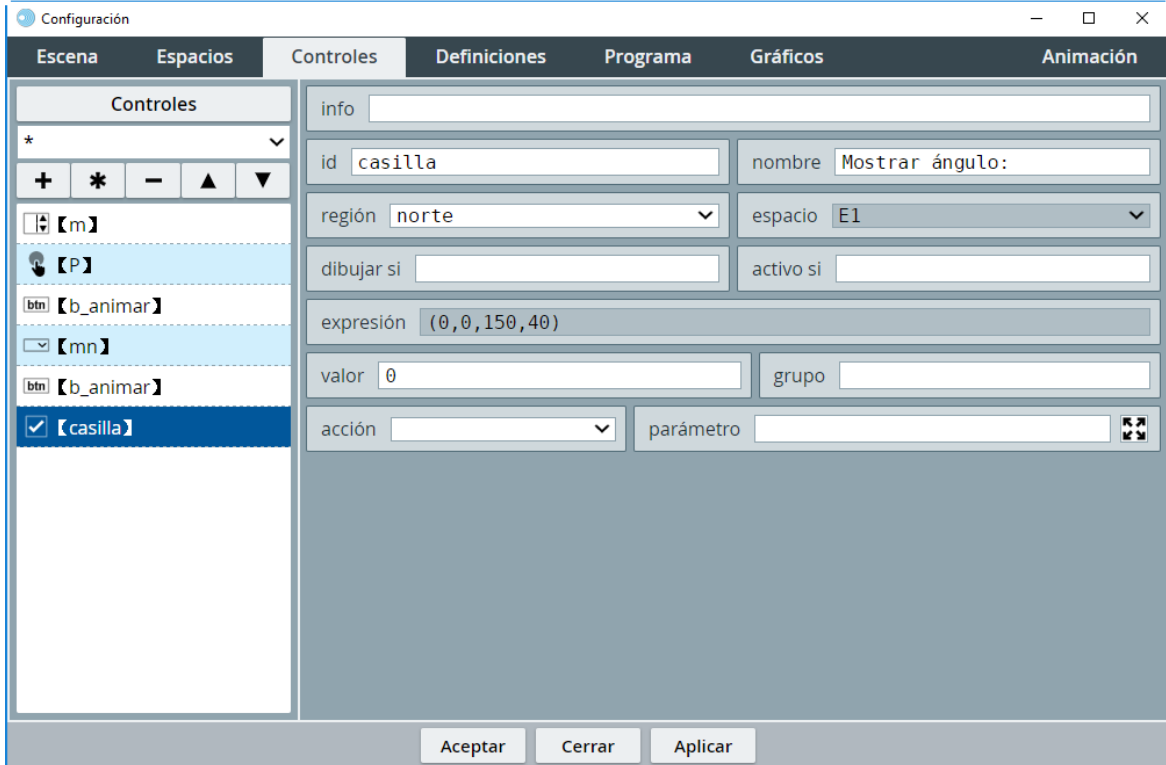 Configuración
Escena Espacios Controles Definiciones Programa Gráficos Animación
Controles
*
+ * − ▲ ▼
【m】
【P】
btn 【b_animar】
【mn】
btn 【b_animar】
【casilla】
info
id casilla nombre Mostrar ángulo:
región norte espacio E1
dibujar si activo si
expresión (0,0,150,40)
valor 0 grupo
acción parámetro
Aceptar Cerrar Aplicar